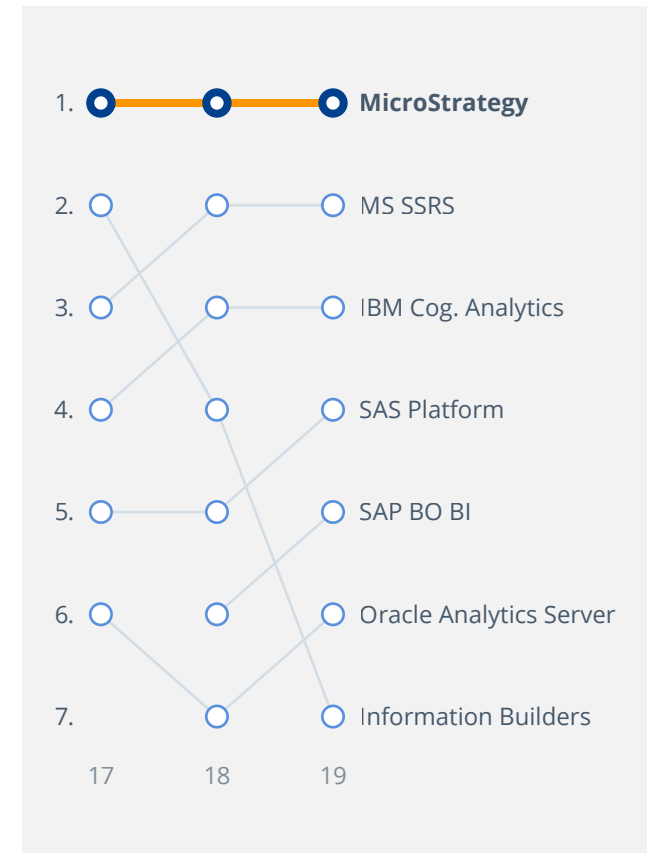 1. MicroStrategy
2. MS SSRS
3. IBM Cog. Analytics
4. SAS Platform
5. SAP BO BI
6. Oracle Analytics Server
7. Information Builders
17 18 19